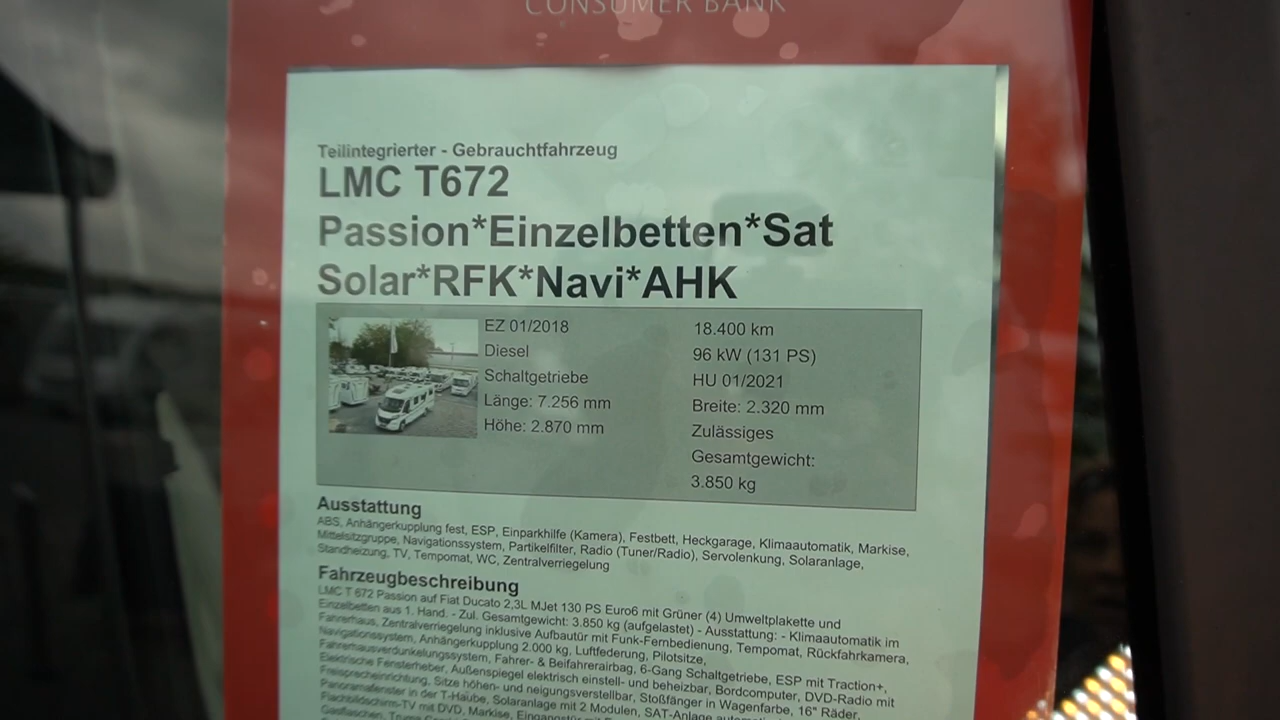 CONSUMER BANK
Teilintegrierter - Gebrauchtfahrzeug
LMC T672
Passion*Einzelbetten*Sat
Solar*RFK*Navi*AHK
EZ 01/2018
18.400 km
Diesel
96 kW (131 PS)
Schaltgetriebe
HU 01/2021
Länge: 7.256 mm
Breite: 2.320 mm
Höhe: 2.870 mm
Zulässiges
Gesamtgewicht:
3.850 kg
Ausstattung
ABS, Anhängerkupplung fest, ESP, Einparkhilfe (Kamera), Festbett, Heckgarage, Klimaautomatik, Markise,
Mittelsitzgruppe, Navigationssystem, Partikelfilter, Radio (Tuner/Radio), Servolenkung, Solaranlage,
Standheizung, TV, Tempomat, WC, Zentralverriegelung
Fahrzeugbeschreibung
LMC T 672 Passion auf Fiat Ducato 2,3L MJet 130 PS Euro6 mit Grüner (4) Umweltplakette und
Einzelbetten aus 1. Hand. - Zul. Gesamtgewicht: 3.850 kg (aufgelastet) - Ausstattung: - Klimaautomatik im
Fahrerhaus, Zentralverriegelung inklusive Aufbautür mit Funk-Fernbedienung, Tempomat, Rückfahrkamera,
Navigationssystem, Anhängerkupplung 2.000 kg, Luftfederung, Pilotsitze,
Fahrerhausverdunkelungssystem, Fahrer- & Beifahrerairbag, 6-Gang Schaltgetriebe, ESP mit Traction+,
Elektrische Fensterheber, Außenspiegel elektrisch einstell- und beheizbar, Bordcomputer, DVD-Radio mit
Freisprecheinrichtung, Sitze höhen- und neigungsverstellbar, Stoßfänger in Wagenfarbe, 16" Räder,
Panoramafenster in der T-Haube, Solaranlage mit 2 Modulen, SAT-Anlage
Flachbildschirm-TV mit DVD, Markise,
Gasflaschen,